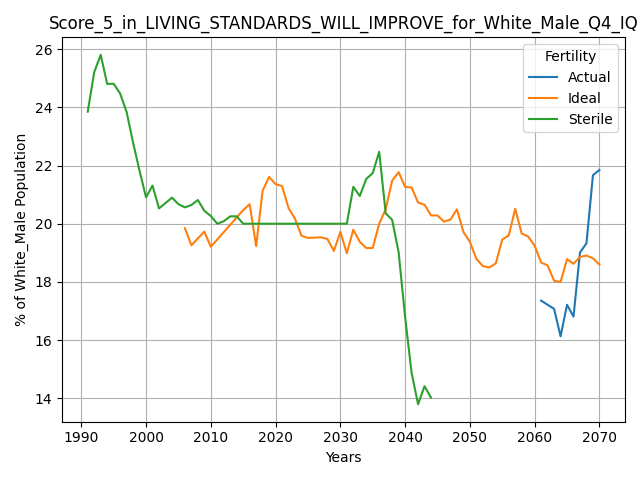 Score_5_in_LIVING_STANDARDS_WILL_IMPROVE_for_White_Male_Q4_IQ
Fertility
Actual
Ideal
Sterile
% of White_Male Population
26
24
22
20
18
16
14
1990 2000 2010 2020 2030 2040 2050 2060 2070
Years